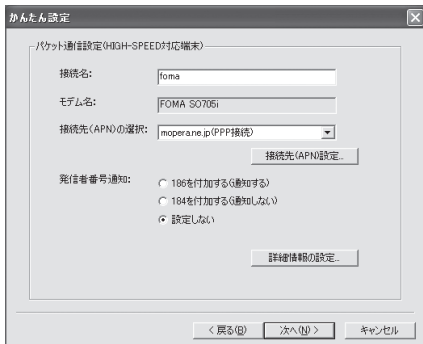 かんたん設定
パケット通信設定(HIGH-SPEED対応端末)
接続名: foma
モデム名: FOMA SO705i
接続先(APN)の選択: mopera.ne.jp(PPP接続)
接続先(APN)設定...
発信者番号通知: 186を付加する(通知する)
184を付加する(通知しない)
設定しない
詳細情報の設定...
< 戻る(B) 次へ(N) > キャンセル